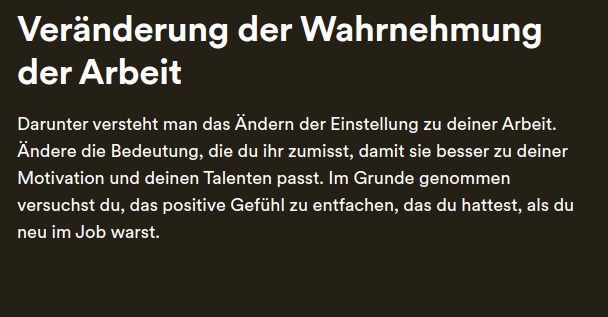 Veränderung der Wahrnehmung
der Arbeit
Darunter versteht man das Ändern der Einstellung zu deiner Arbeit.
Ändere die Bedeutung, die du ihr zumisst, damit sie besser zu deiner
Motivation und deinen Talenten passt. Im Grunde genommen
versuchst du, das positive Gefühl zu entfachen, das du hattest, als du
neu im Job warst.